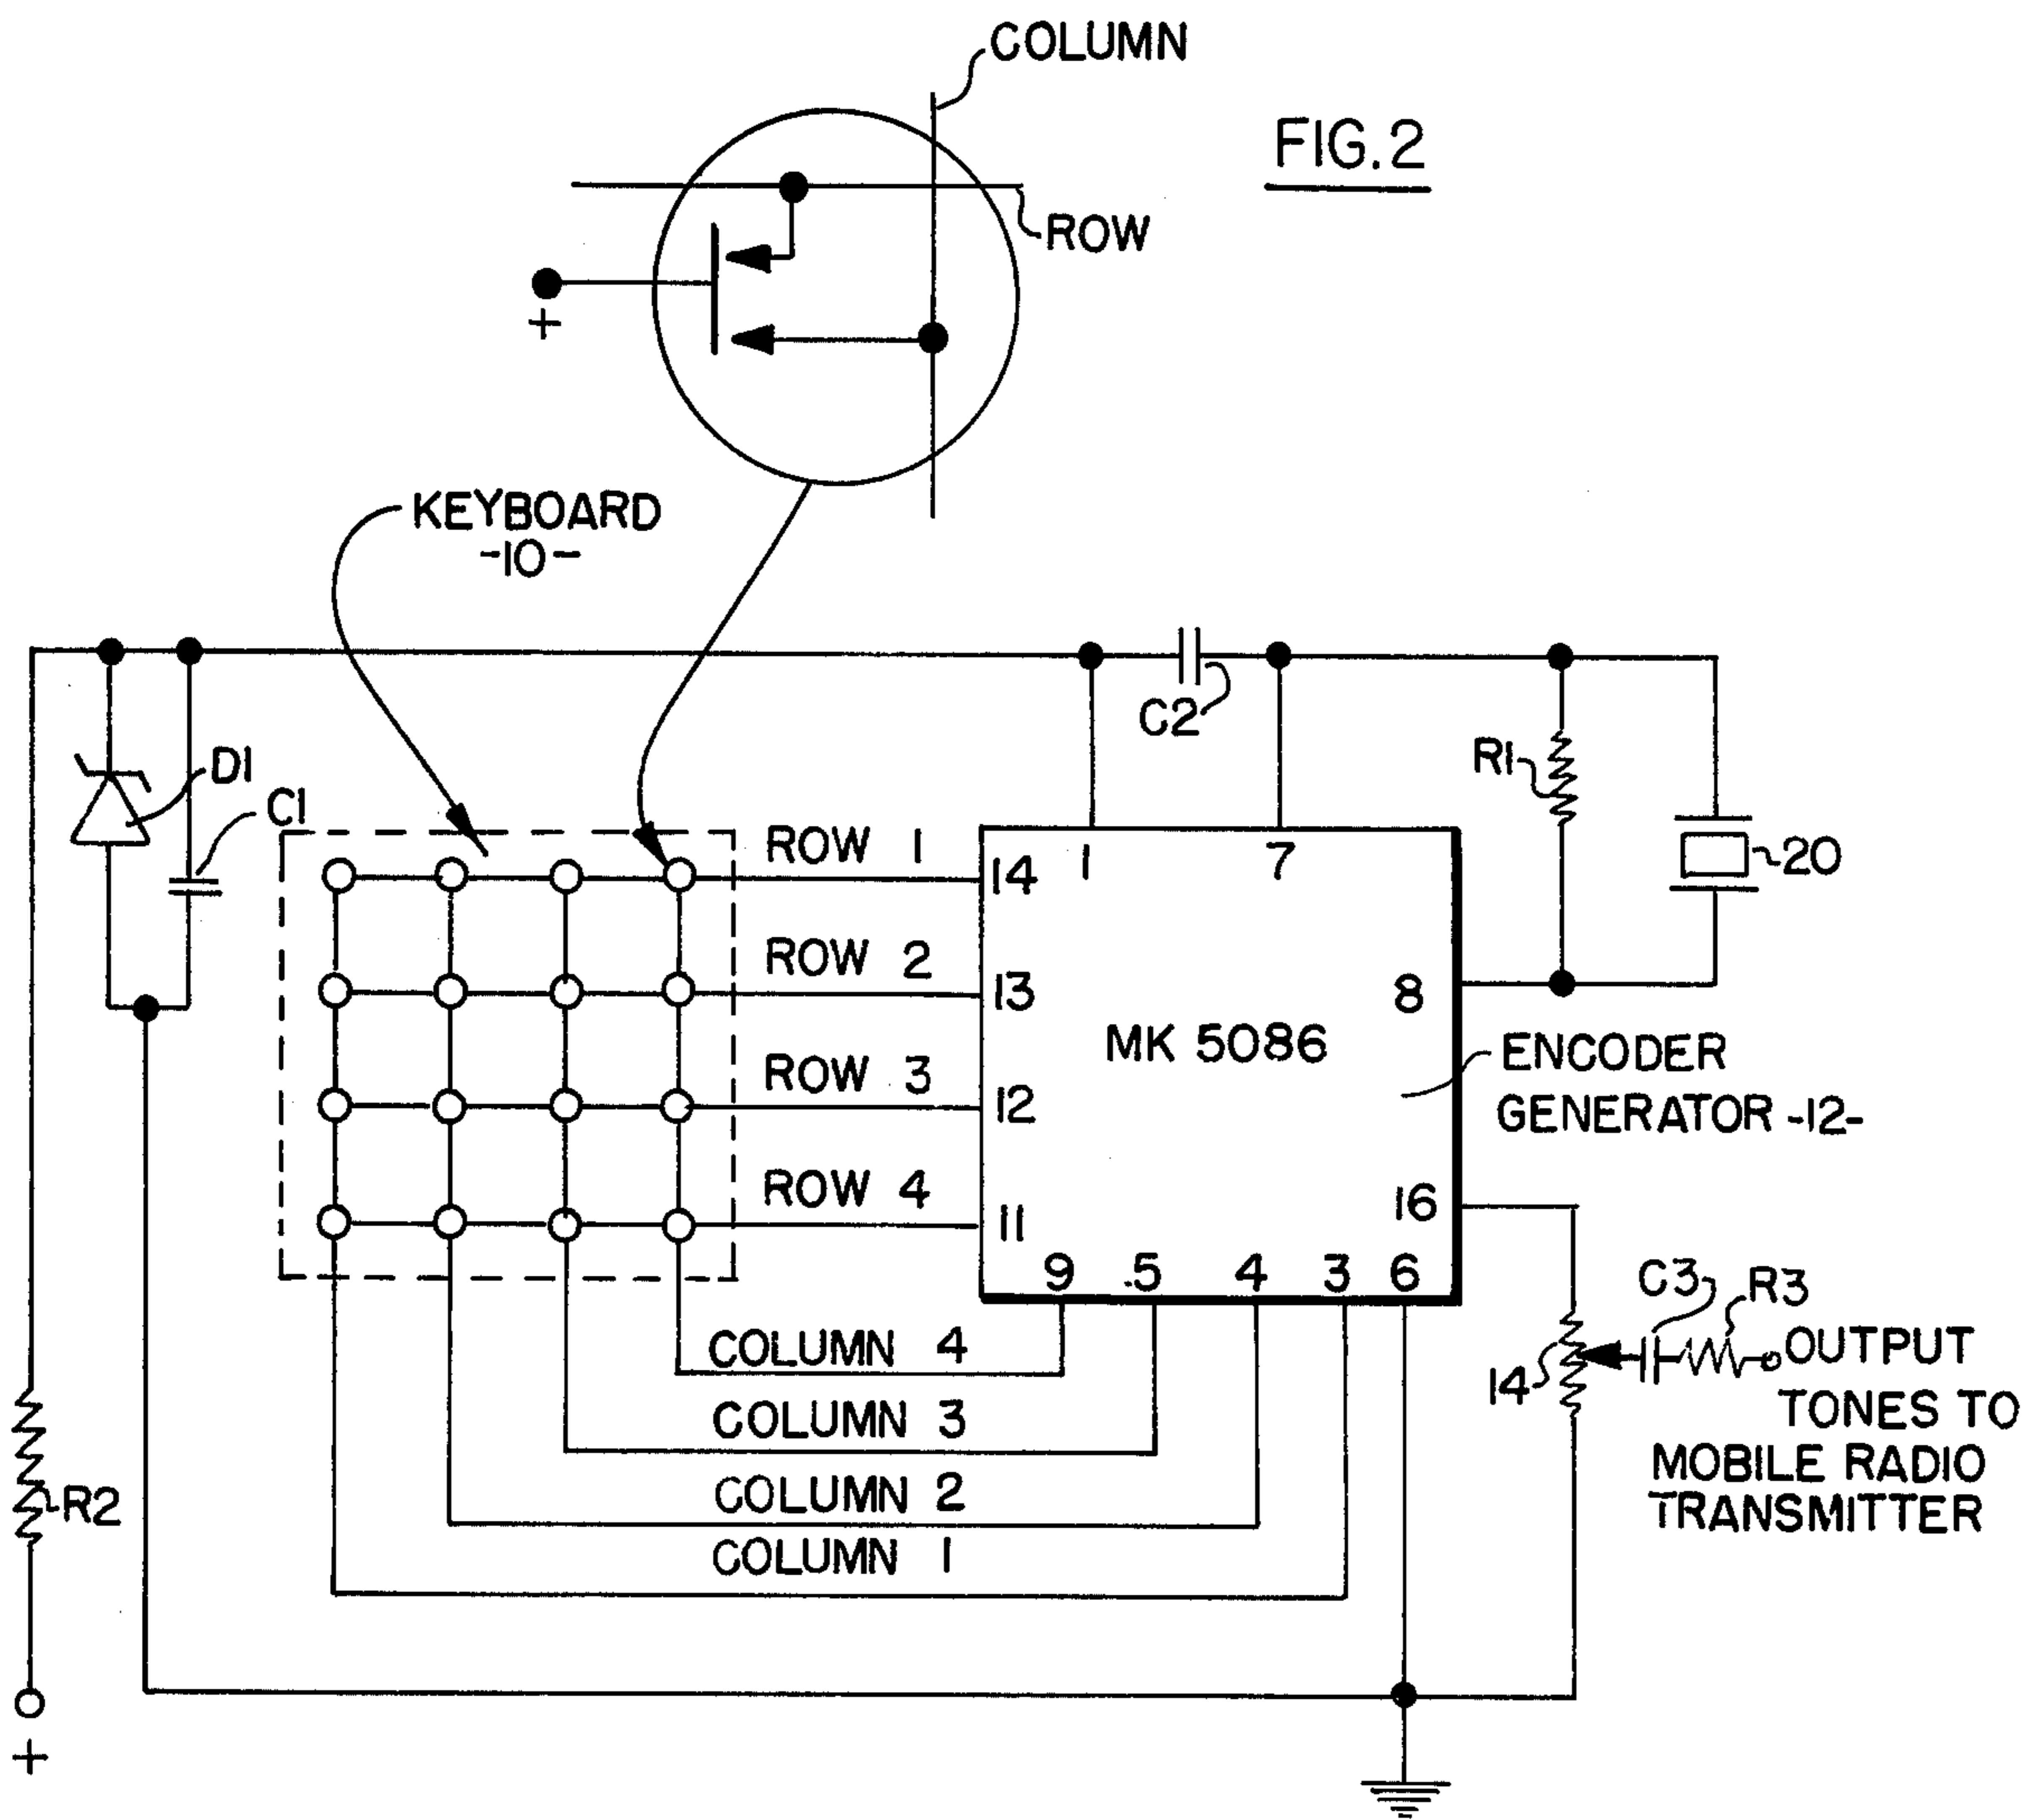 COLUMN
FIG.2
ROW
+
KEYBOARD
-10-
C2
R1
D1
C1
20
ROW 1
14
1
7
ROW 2
13
8
MK 5086
ENCODER
GENERATOR -12-
ROW 3
12
ROW 4
11
16
9
5
4
3
6
C3
R3
COLUMN 4
14
OUTPUT
TONES TO
MOBILE RADIO
TRANSMITTER
COLUMN 3
COLUMN 2
R2
COLUMN 1
+